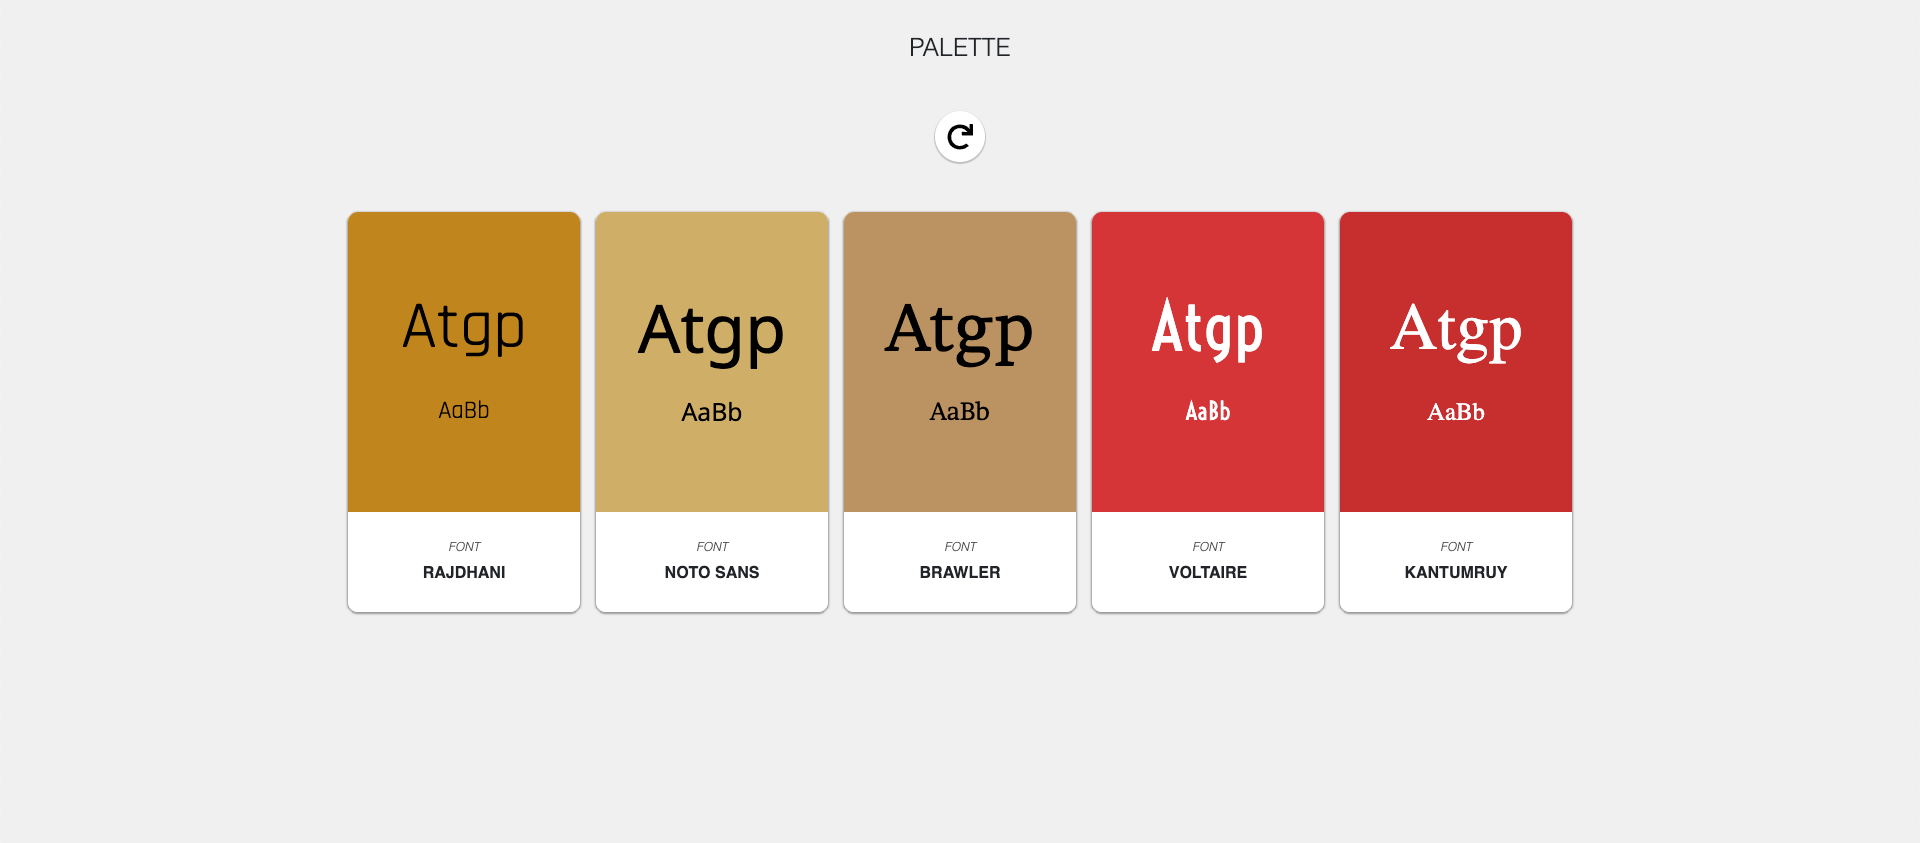 PALETTE
Atgp
AaBb
FONT
RAJDHANI
Atgp
AaBb
FONT
NOTO SANS
Atgp
AaBb
FONT
BRAWLER
Atgp
AaBb
FONT
VOLTAIRE
Atgp
AaBb
FONT
KANTUMRUY